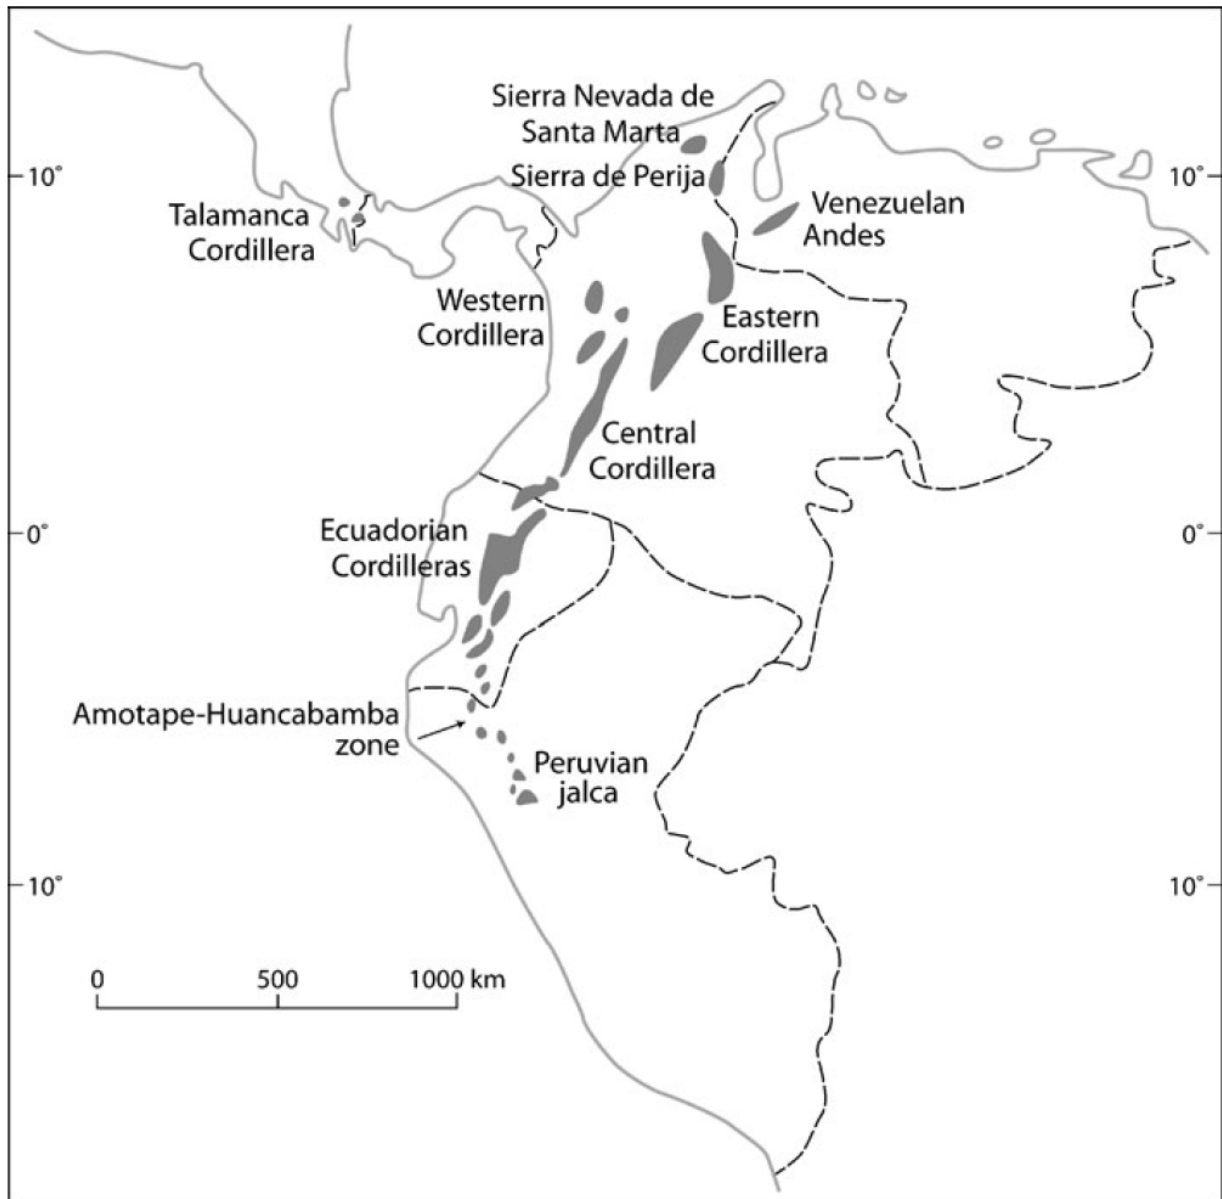 Sierra Nevada de
Santa Marta
10°
Sierra de Perija
10°
Talamanca
Cordillera
Venezuelan
Andes
Western
Cordillera
Eastern
Cordillera
Central
Cordillera
0°
Ecuadorian
Cordilleras
0°
Amotape-Huancabamba
zone
Peruvian
jalca
10°
10°
0
500
1000 km